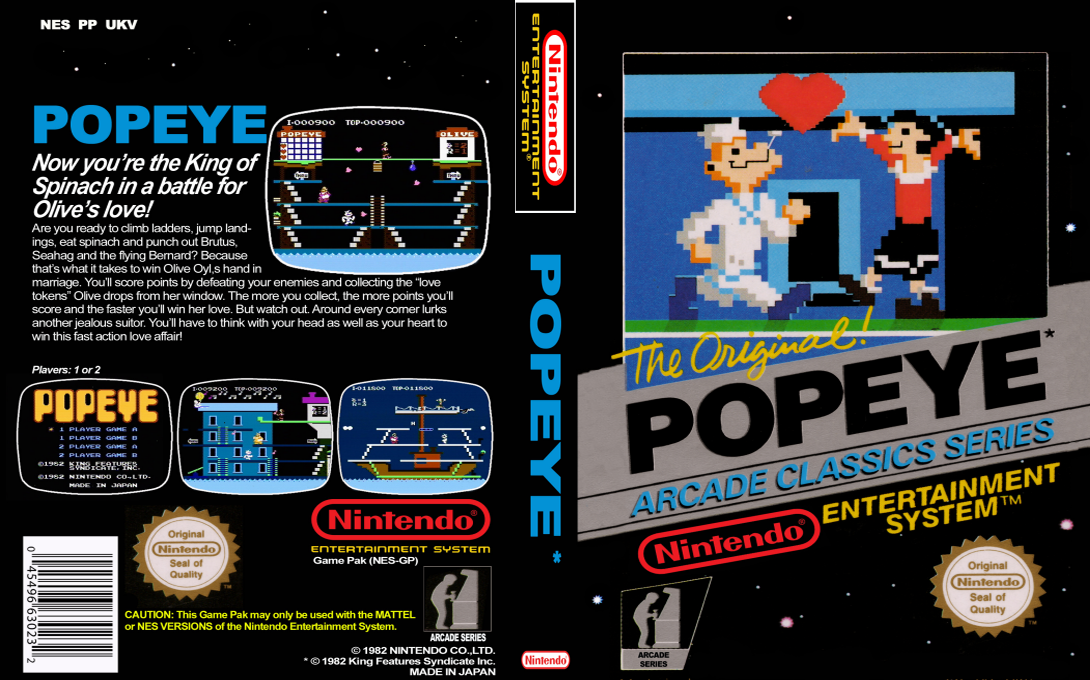 NES PP UKV
POPEYE
Now you're the King of
Spinach in a battle for
Olive's love!
Are you ready to climb ladders, jump land-
ings, eat spinach and punch out Brutus,
Seahag and the flying Bernard? Because
that's what it takes to win Olive Oyl,s hand in
marriage. You'll score points by defeating your enemies and collecting the "love
tokens" Olive drops from her window. The more you collect, the more points you'll
score and the faster you'll win her love. But watch out. Around every corner lurks
another jealous suitor. You'll have to think with your head as well as your heart to
win this fast action love affair!
I-000900 TOP-000900
POPEYE
OLIVE
Players: 1 or 2
POPEYE
1 PLAYER GAME A
1 PLAYER GAME B
2 PLAYER GAME A
2 PLAYER GAME B
©1982 KING FEATURES
SYNDICATE, INC.
©1982 NINTENDO CO.LTD.
MADE IN JAPAN
I-009200 TOP-009200
I-011800 TOP-011800
Original
Nintendo
Seal of
Quality
TM
Nintendo®
ENTERTAINMENT SYSTEM
Game Pak (NES-GP)
ARCADE SERIES
0 45496 63023 2
CAUTION: This Game Pak may only be used with the MATTEL
or NES VERSIONS of the Nintendo Entertainment System.
© 1982 NINTENDO CO.,LTD.
* © 1982 King Features Syndicate Inc.
MADE IN JAPAN
Nintendo®
ENTERTAINMENT
SYSTEM®
POPEYE*
Nintendo
The Original!
POPEYE*
ARCADE CLASSICS SERIES
Nintendo®
ENTERTAINMENT
SYSTEM™
ARCADE
SERIES
Original
Nintendo
Seal of
Quality
TM